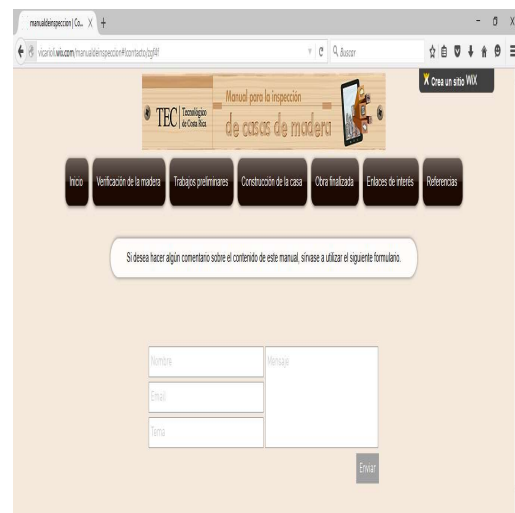 manualdeinspeccion | Co...
vicarioli.wix.com/manualdeinspeccion#!contacto/zqf4f
Buscar
Crea un sitio WIX
TEC | Tecnológico de Costa Rica
Manual para la inspección
de casas de madera
Inicio
Verificación de la madera
Trabajos preliminares
Construcción de la casa
Obra finalizada
Enlaces de interés
Referencias
Si desea hacer algún comentario sobre el contenido de este manual, sírvase a utilizar el siguiente formulario.
Nombre
Mensaje
Email
Tema
Enviar